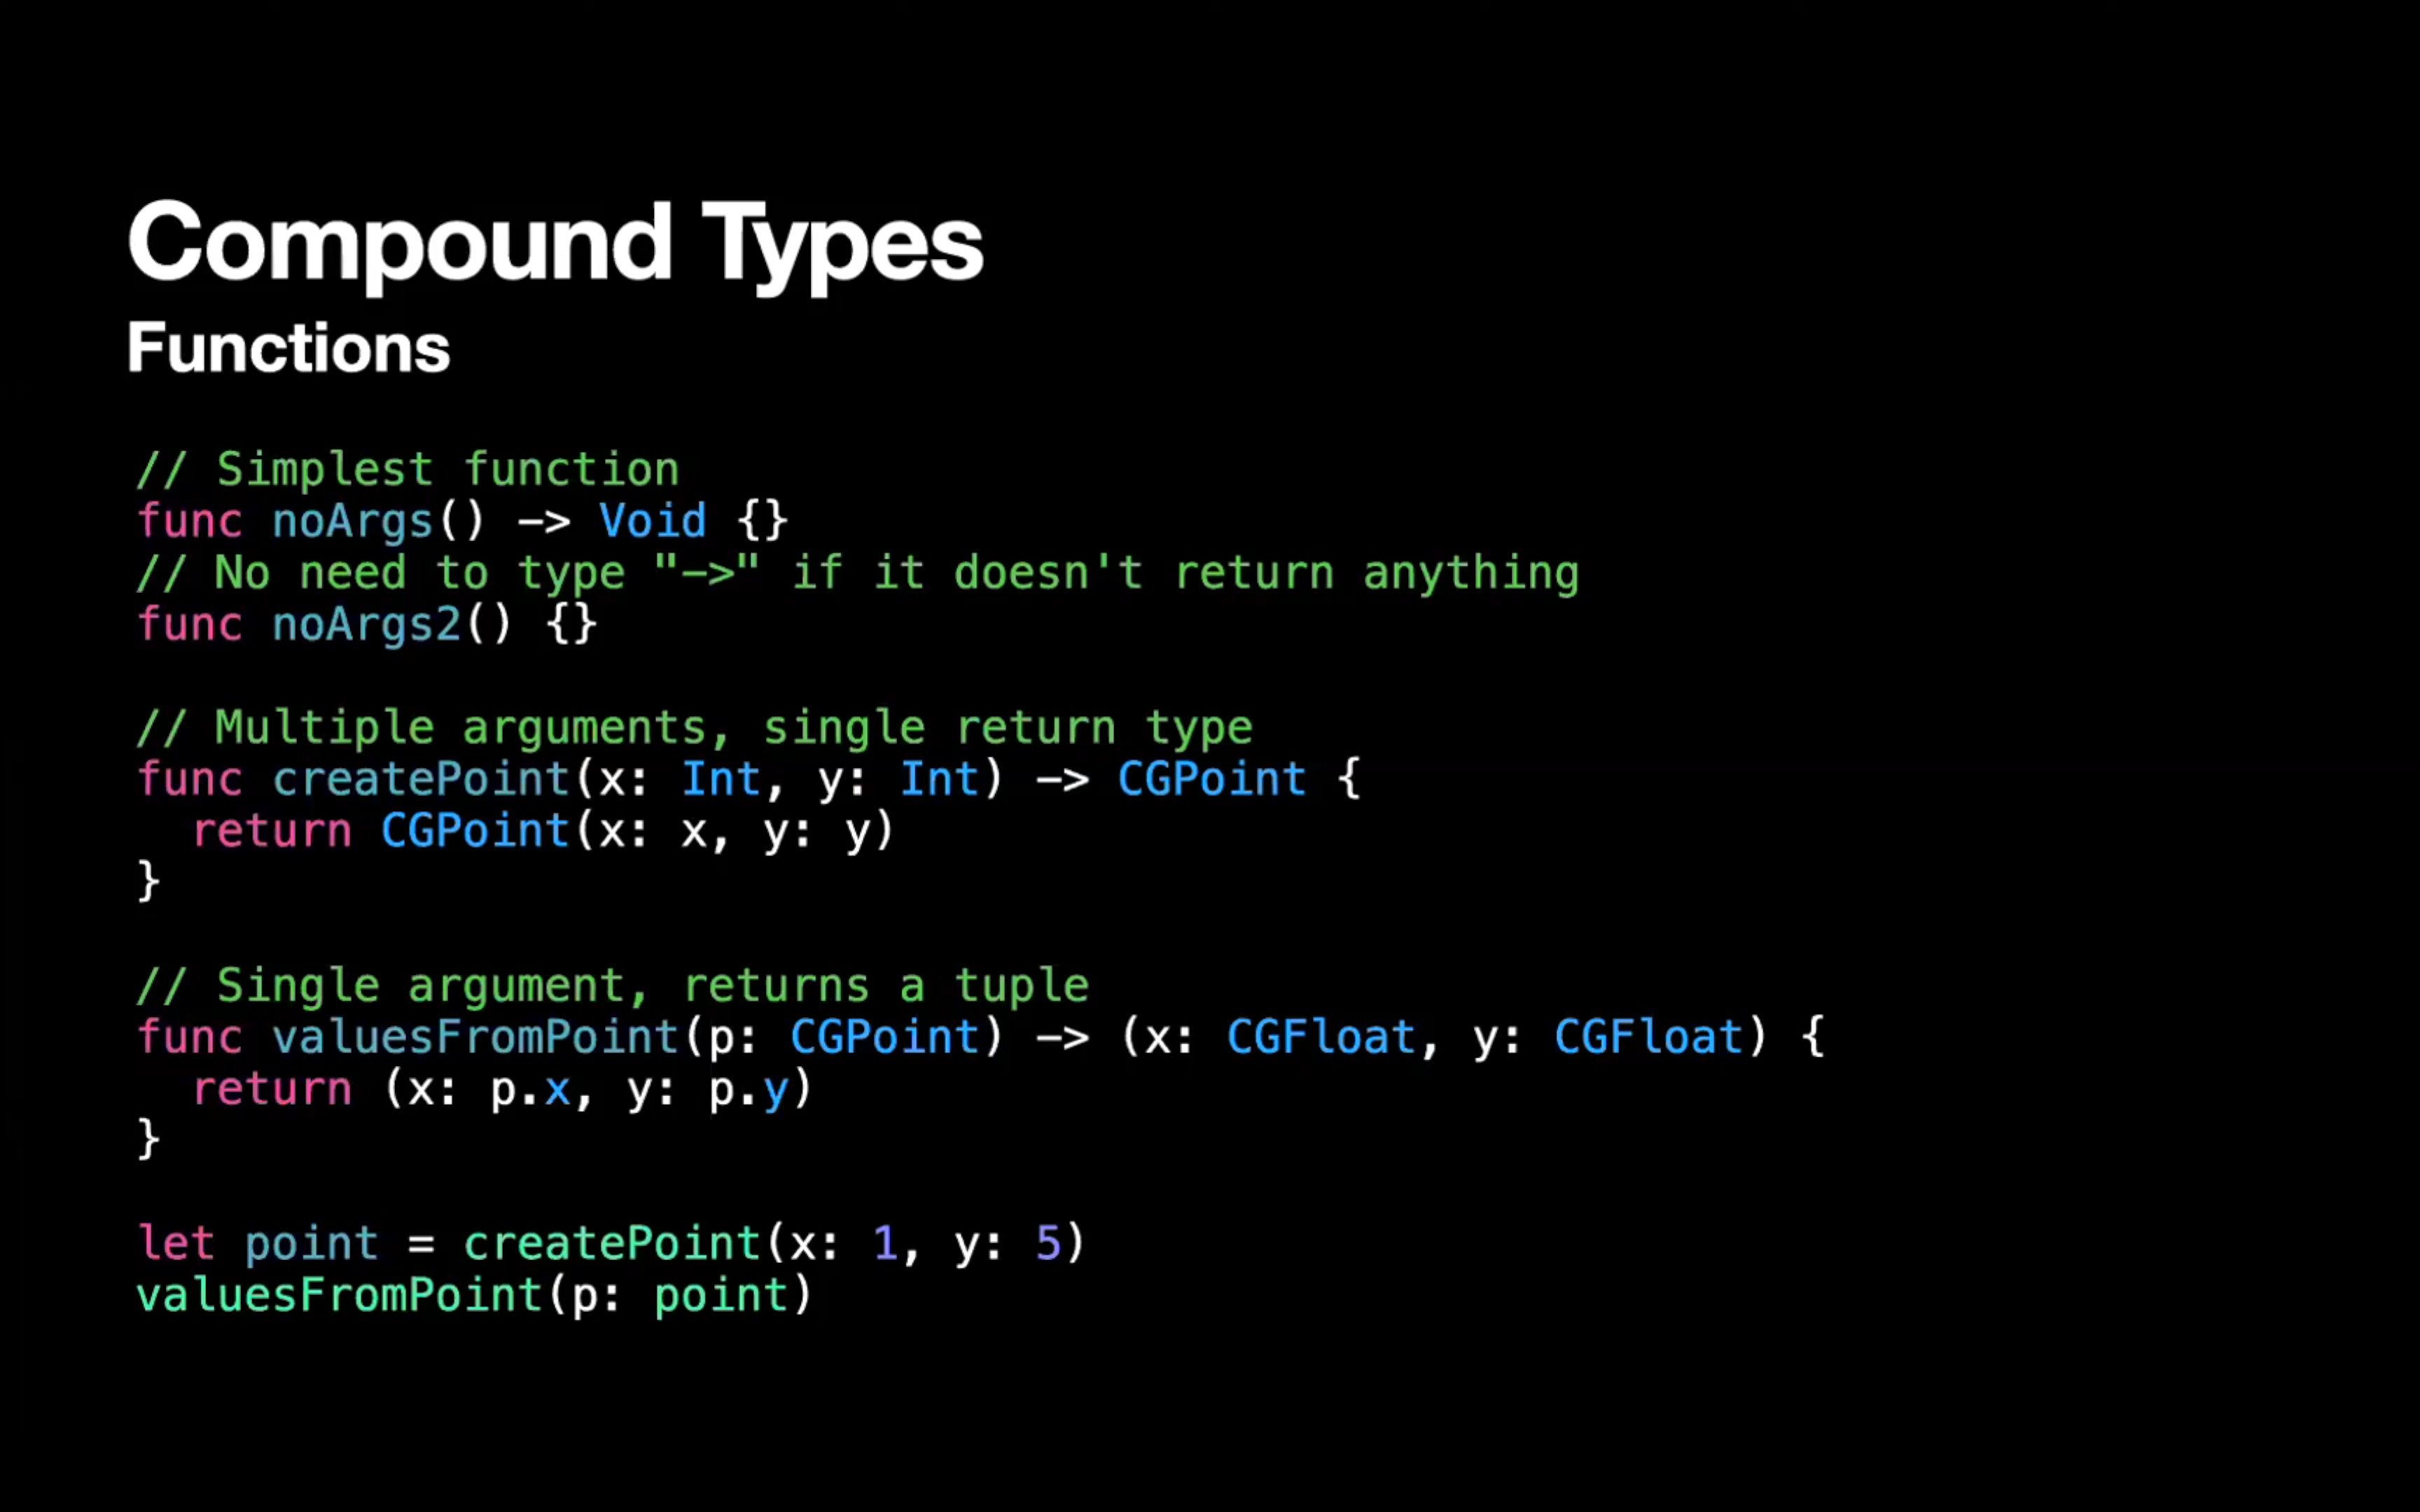 Compound Types
Functions
// Simplest function
func noArgs() -> Void {}
// No need to type "->" if it doesn't return anything
func noArgs2() {}
// Multiple arguments, single return type
func createPoint(x: Int, y: Int) -> CGPoint {
  return CGPoint(x: x, y: y)
}
// Single argument, returns a tuple
func valuesFromPoint(p: CGPoint) -> (x: CGFloat, y: CGFloat) {
  return (x: p.x, y: p.y)
}
let point = createPoint(x: 1, y: 5)
valuesFromPoint(p: point)